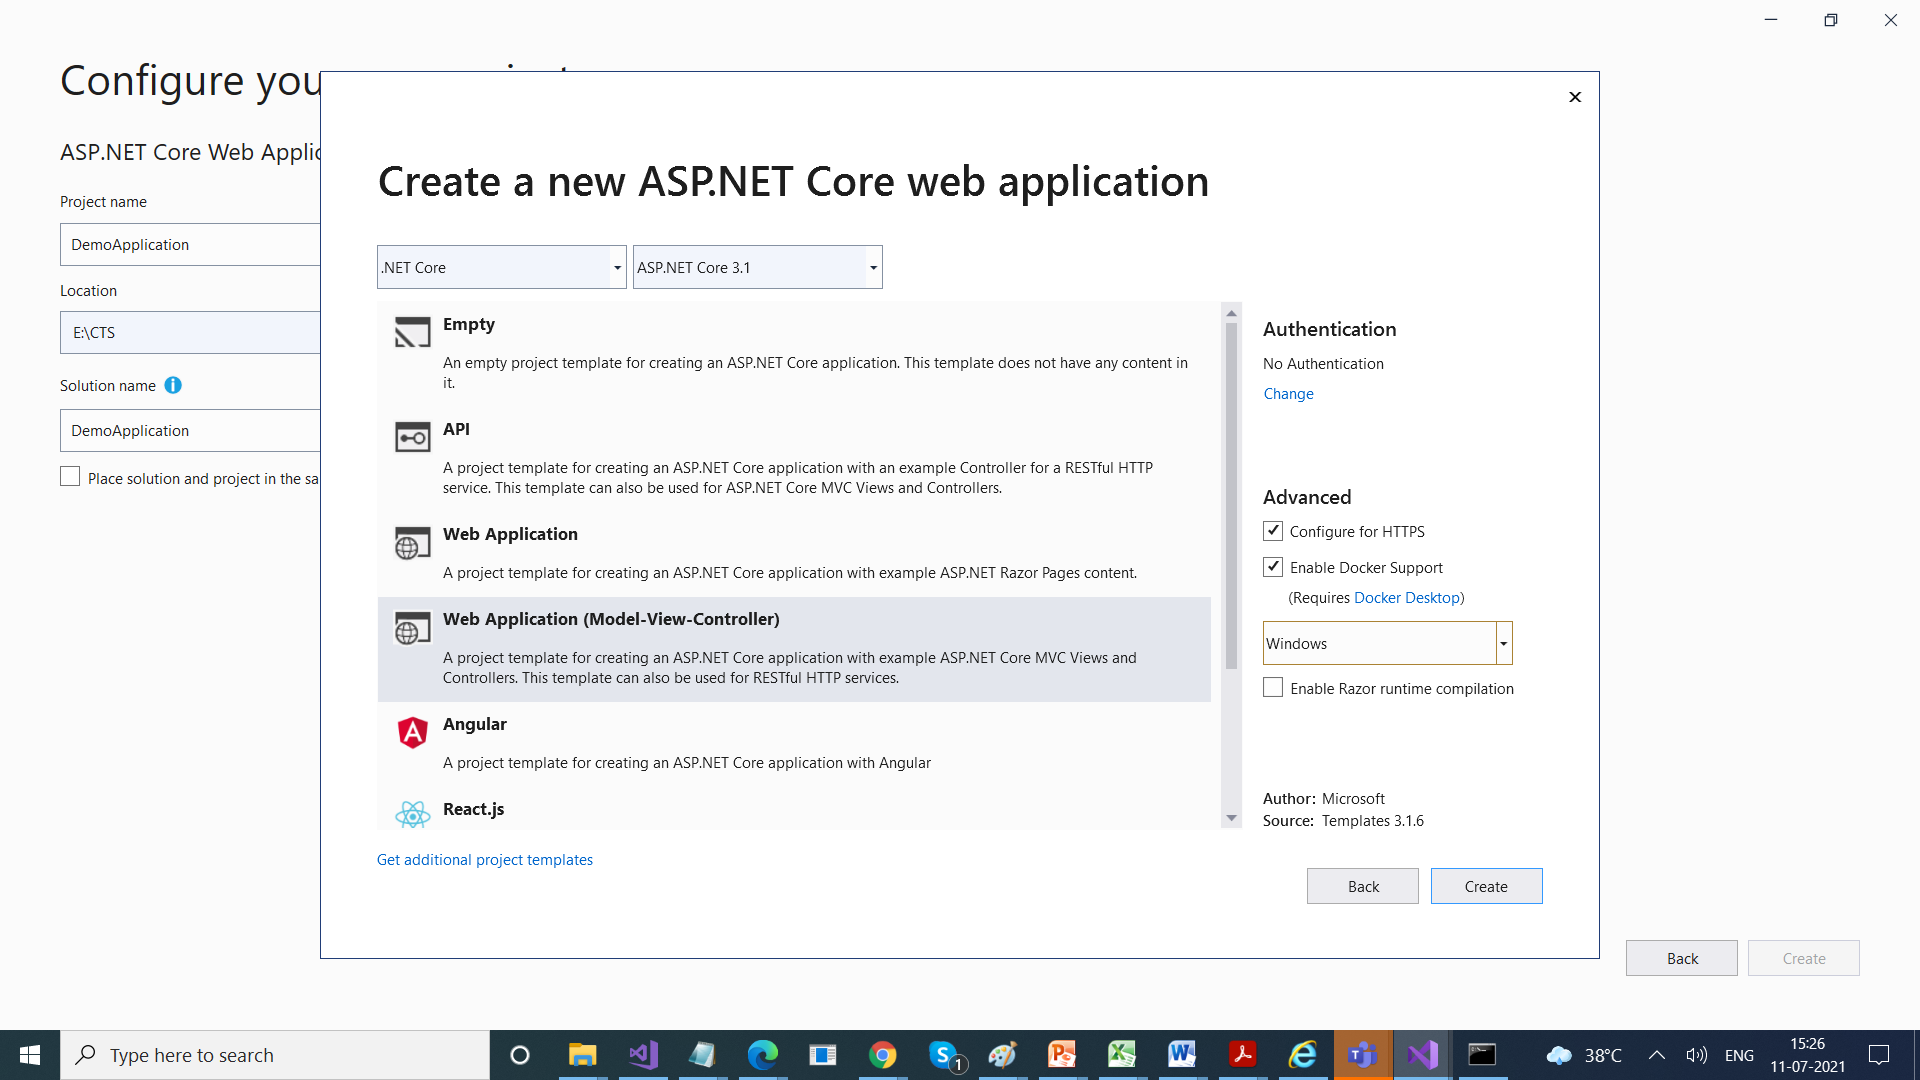 Configure you
ASP.NET Core Web Applic
Project name
DemoApplication
Location
E:\CTS
Solution name
DemoApplication
Place solution and project in the sa
Create a new ASP.NET Core web application
.NET Core
ASP.NET Core 3.1
Empty
An empty project template for creating an ASP.NET Core application. This template does not have any content in
it.
API
A project template for creating an ASP.NET Core application with an example Controller for a RESTful HTTP
service. This template can also be used for ASP.NET Core MVC Views and Controllers.
Web Application
A project template for creating an ASP.NET Core application with example ASP.NET Razor Pages content.
Web Application (Model-View-Controller)
A project template for creating an ASP.NET Core application with example ASP.NET Core MVC Views and
Controllers. This template can also be used for RESTful HTTP services.
Angular
A project template for creating an ASP.NET Core application with Angular
React.js
Get additional project templates
Authentication
No Authentication
Change
Advanced
Configure for HTTPS
Enable Docker Support
(Requires Docker Desktop)
Windows
Enable Razor runtime compilation
Author: Microsoft
Source: Templates 3.1.6
Back
Create
Back
Create
Type here to search
1
38°C
ENG
15:26
11-07-2021